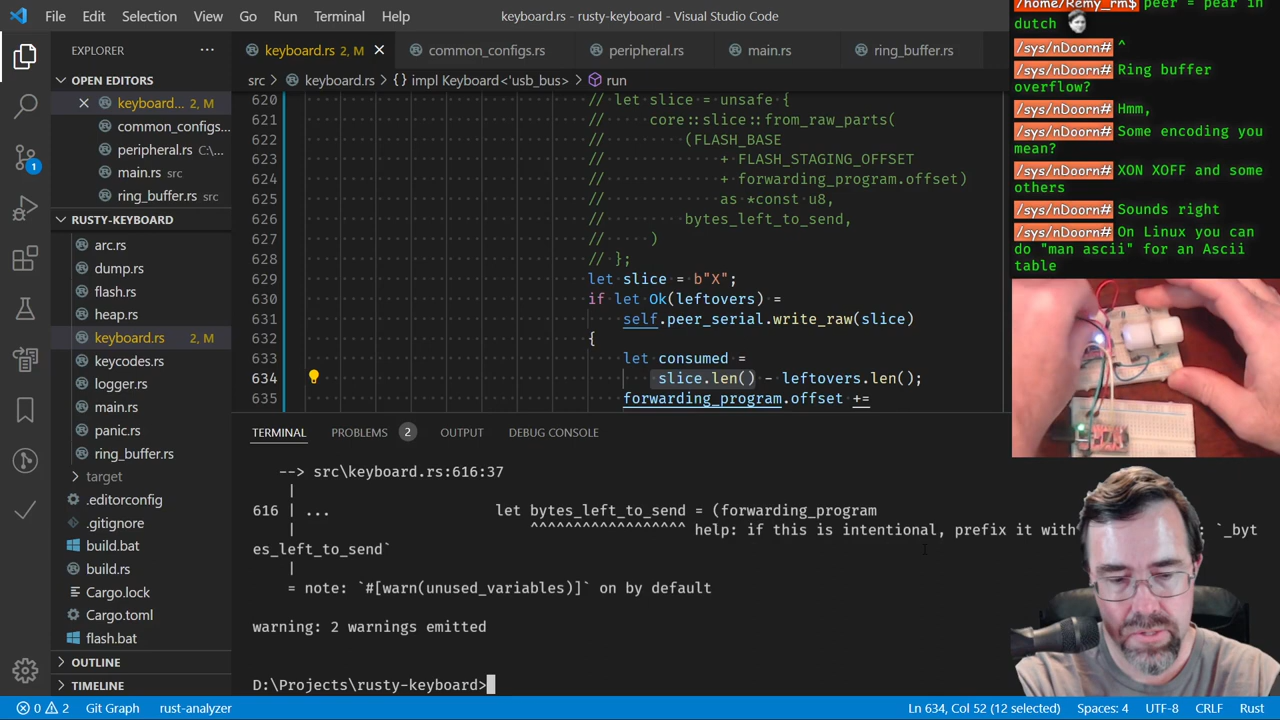 File Edit Selection View Go Run Terminal Help
keyboard.rs - rusty-keyboard - Visual Studio Code
EXPLORER
OPEN EDITORS
keyboard... 2, M
common_configs...
peripheral.rs C:\...
main.rs src
ring_buffer.rs src
RUSTY-KEYBOARD
arc.rs
dump.rs
flash.rs
heap.rs
keyboard.rs 2, M
keycodes.rs
logger.rs
main.rs
panic.rs
ring_buffer.rs
target
.editorconfig
.gitignore
build.bat
build.rs
Cargo.lock
Cargo.toml
flash.bat
OUTLINE
TIMELINE
keyboard.rs 2, M
common_configs.rs
peripheral.rs
main.rs
ring_buffer.rs
src > keyboard.rs > {} impl Keyboard<'usb_bus> > run
620 // let slice = unsafe {
621 // core::slice::from_raw_parts(
622 // (FLASH_BASE
623 // + FLASH_STAGING_OFFSET
624 // + forwarding_program.offset)
625 // as *const u8,
626 // bytes_left_to_send,
627 // )
628 // };
629 let slice = b"X";
630 if let Ok(leftovers) =
631 self.peer_serial.write_raw(slice)
632 {
633 let consumed =
634 slice.len() - leftovers.len();
635 forwarding_program.offset +=
TERMINAL PROBLEMS 2 OUTPUT DEBUG CONSOLE
--> src\keyboard.rs:616:37
|
616 | ... let bytes_left_to_send = (forwarding_program
| ^^^^^^^^^^^^^^^^^^ help: if this is intentional, prefix it with `_byt
es_left_to_send`
|
= note: `#[warn(unused_variables)]` on by default
warning: 2 warnings emitted
D:\Projects\rusty-keyboard>
0 2 Git Graph rust-analyzer
Ln 634, Col 52 (12 selected) Spaces: 4 UTF-8 CRLF Rust
/home/Remy_rm$ peer = pear in
dutch
/sys/nDoorn# ^
/sys/nDoorn# Ring buffer
overflow?
/sys/nDoorn# Hmm,
/sys/nDoorn# Some encoding you
mean?
/sys/nDoorn# XON XOFF and some
others
/sys/nDoorn# Sounds right
/sys/nDoorn# On Linux you can
do "man ascii" for an Ascii
table